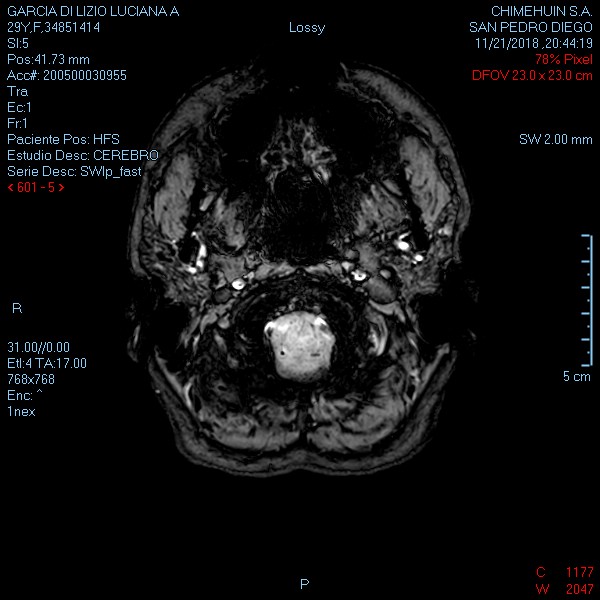 GARCIA DI LIZIO LUCIANA A
29Y,F,34851414
Sl:5
Pos:41.73 mm
Acc#: 200500030955
Tra
Ec:1
Fr:1
Paciente Pos: HFS
Estudio Desc: CEREBRO
Serie Desc: SWIp_fast
< 601 - 5 >
Lossy
CHIMEHUIN S.A.
SAN PEDRO DIEGO
11/21/2018 ,20:44:19
78% Pixel
DFOV 23.0 x 23.0 cm
SW 2.00 mm
R
31.00//0.00
Etl:4 TA:17.00
768x768
Enc: ^
1nex
5 cm
P
C 1177
W 2047